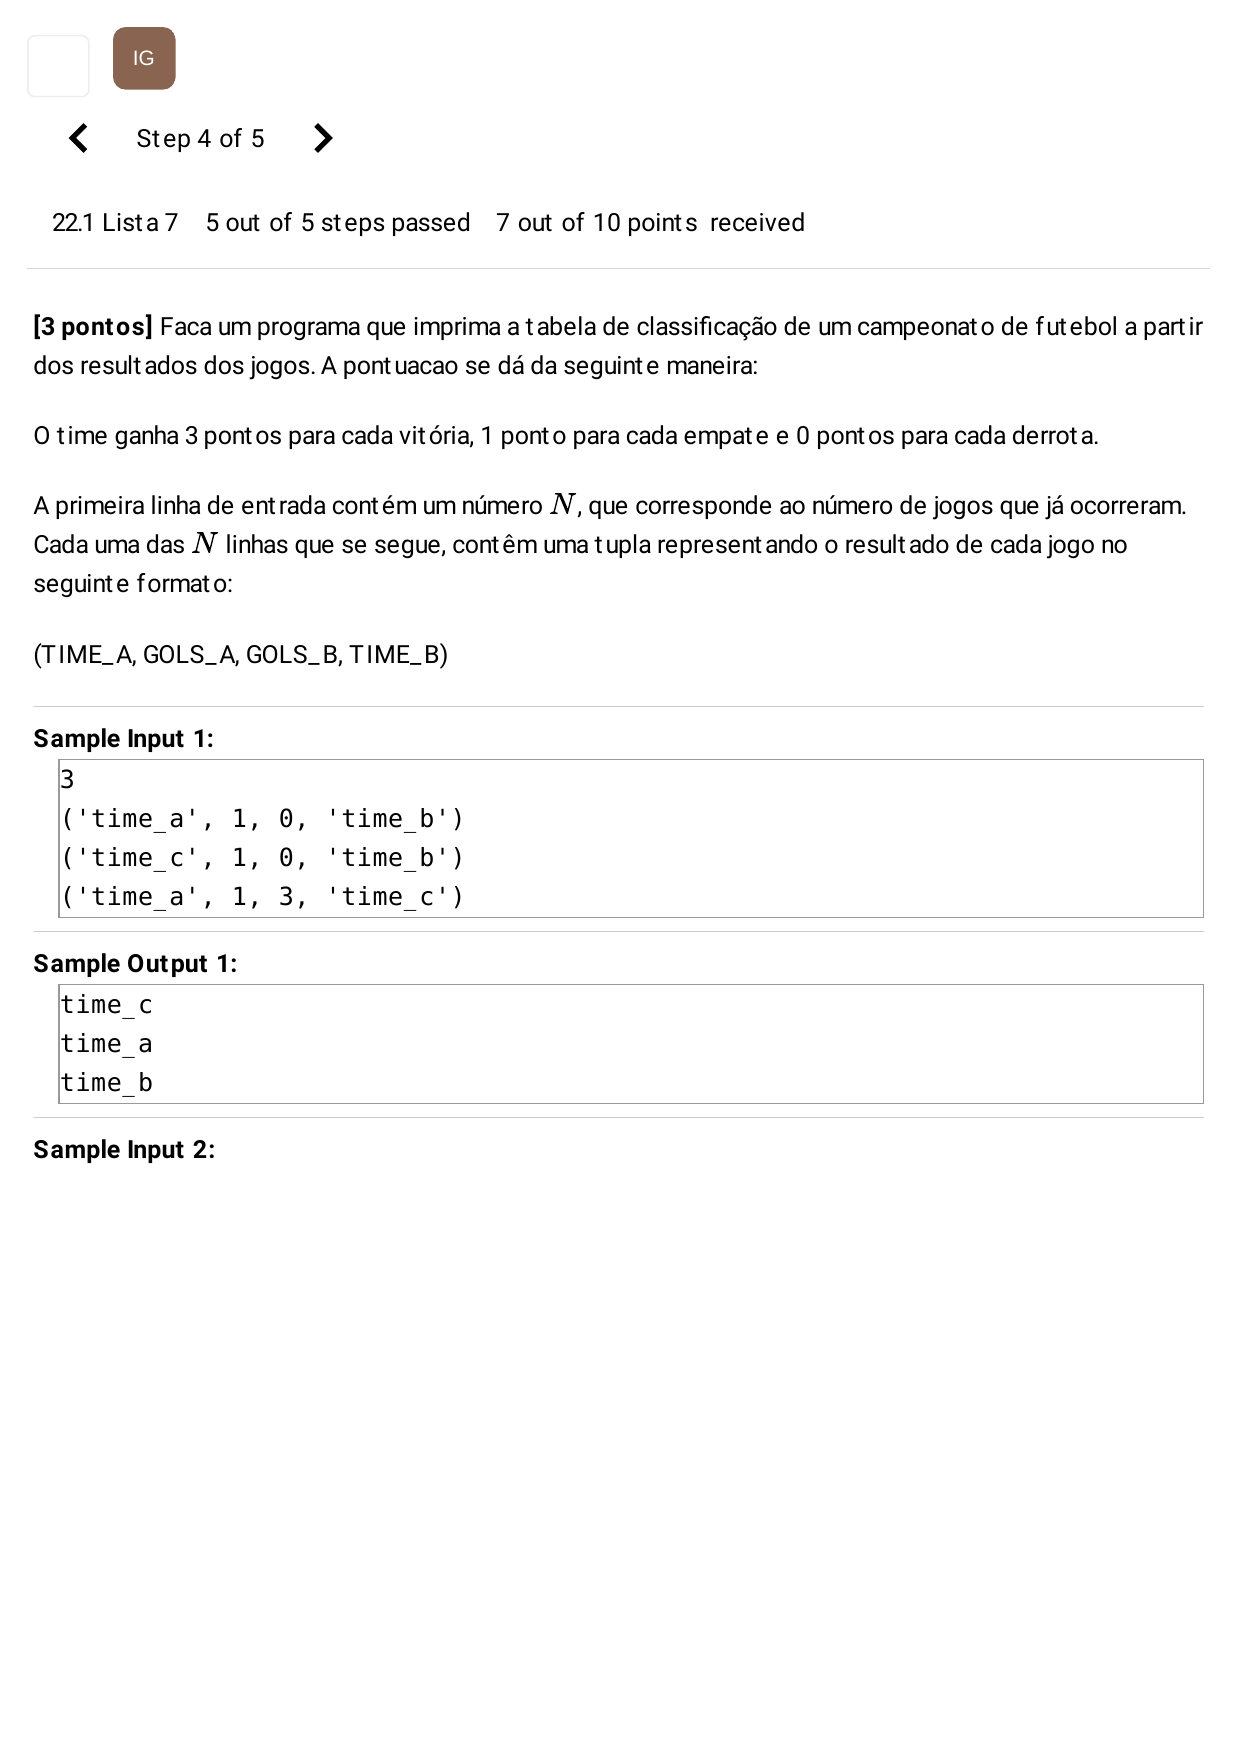 IG
Step 4 of 5
22.1 Lista 7 5 out of 5 steps passed 7 out of 10 points received
[3 pontos] Faca um programa que imprima a tabela de classificação de um campeonato de futebol a partir
dos resultados dos jogos. A pontuacao se dá da seguinte maneira:
O time ganha 3 pontos para cada vitória, 1 ponto para cada empate e 0 pontos para cada derrota.
A primeira linha de entrada contém um número N, que corresponde ao número de jogos que já ocorreram.
Cada uma das N linhas que se segue, contêm uma tupla representando o resultado de cada jogo no
seguinte formato:
(TIME_A, GOLS_A, GOLS_B, TIME_B)
Sample Input 1:
3
('time_a', 1, 0, 'time_b')
('time_c', 1, 0, 'time_b')
('time_a', 1, 3, 'time_c')
Sample Output 1:
time_c
time_a
time_b
Sample Input 2: